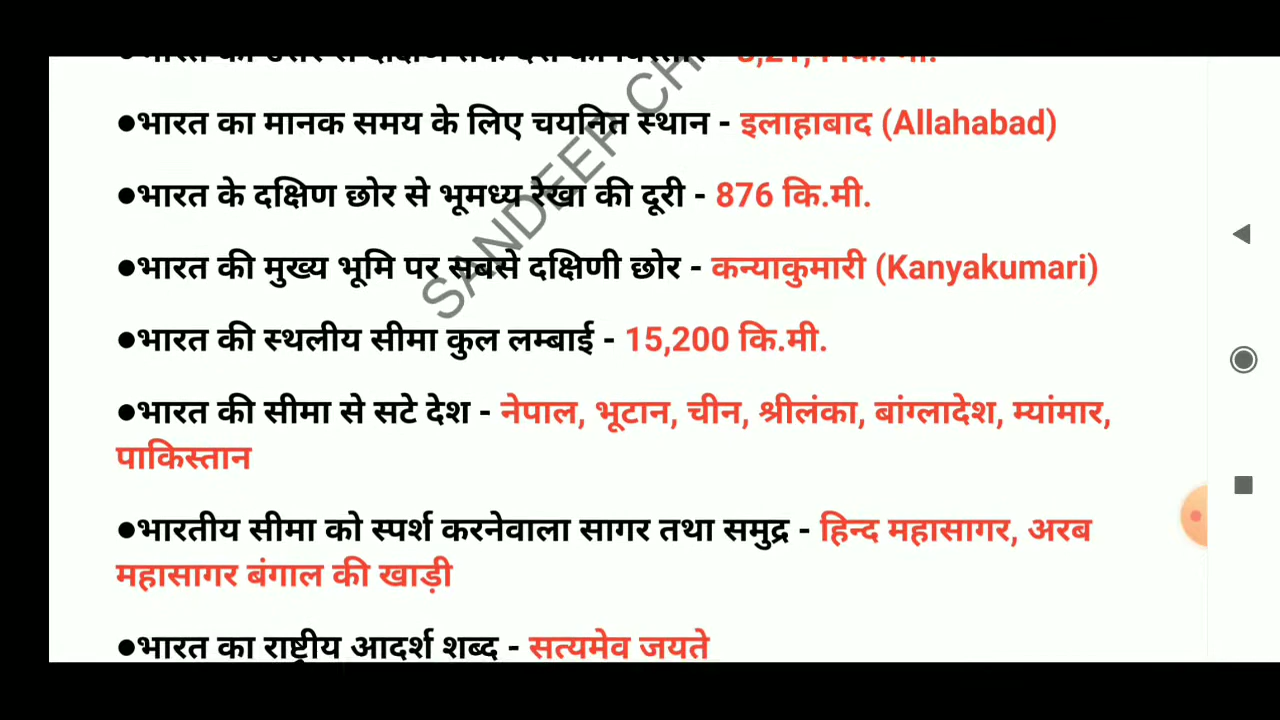 ●भारत का मानक समय के लिए चयनित स्थान - इलाहाबाद (Allahabad)
●भारत के दक्षिण छोर से भूमध्य रेखा की दूरी - 876 कि.मी.
●भारत की मुख्य भूमि पर सबसे दक्षिणी छोर - कन्याकुमारी (Kanyakumari)
●भारत की स्थलीय सीमा कुल लम्बाई - 15,200 कि.मी.
●भारत की सीमा से सटे देश - नेपाल, भूटान, चीन, श्रीलंका, बांग्लादेश, म्यांमार,
पाकिस्तान
●भारतीय सीमा को स्पर्श करनेवाला सागर तथा समुद्र - हिन्द महासागर, अरब
महासागर बंगाल की खाड़ी
●भारत का राष्ट्रीय आदर्श शब्द - सत्यमेव जयते
SANDEEP CH